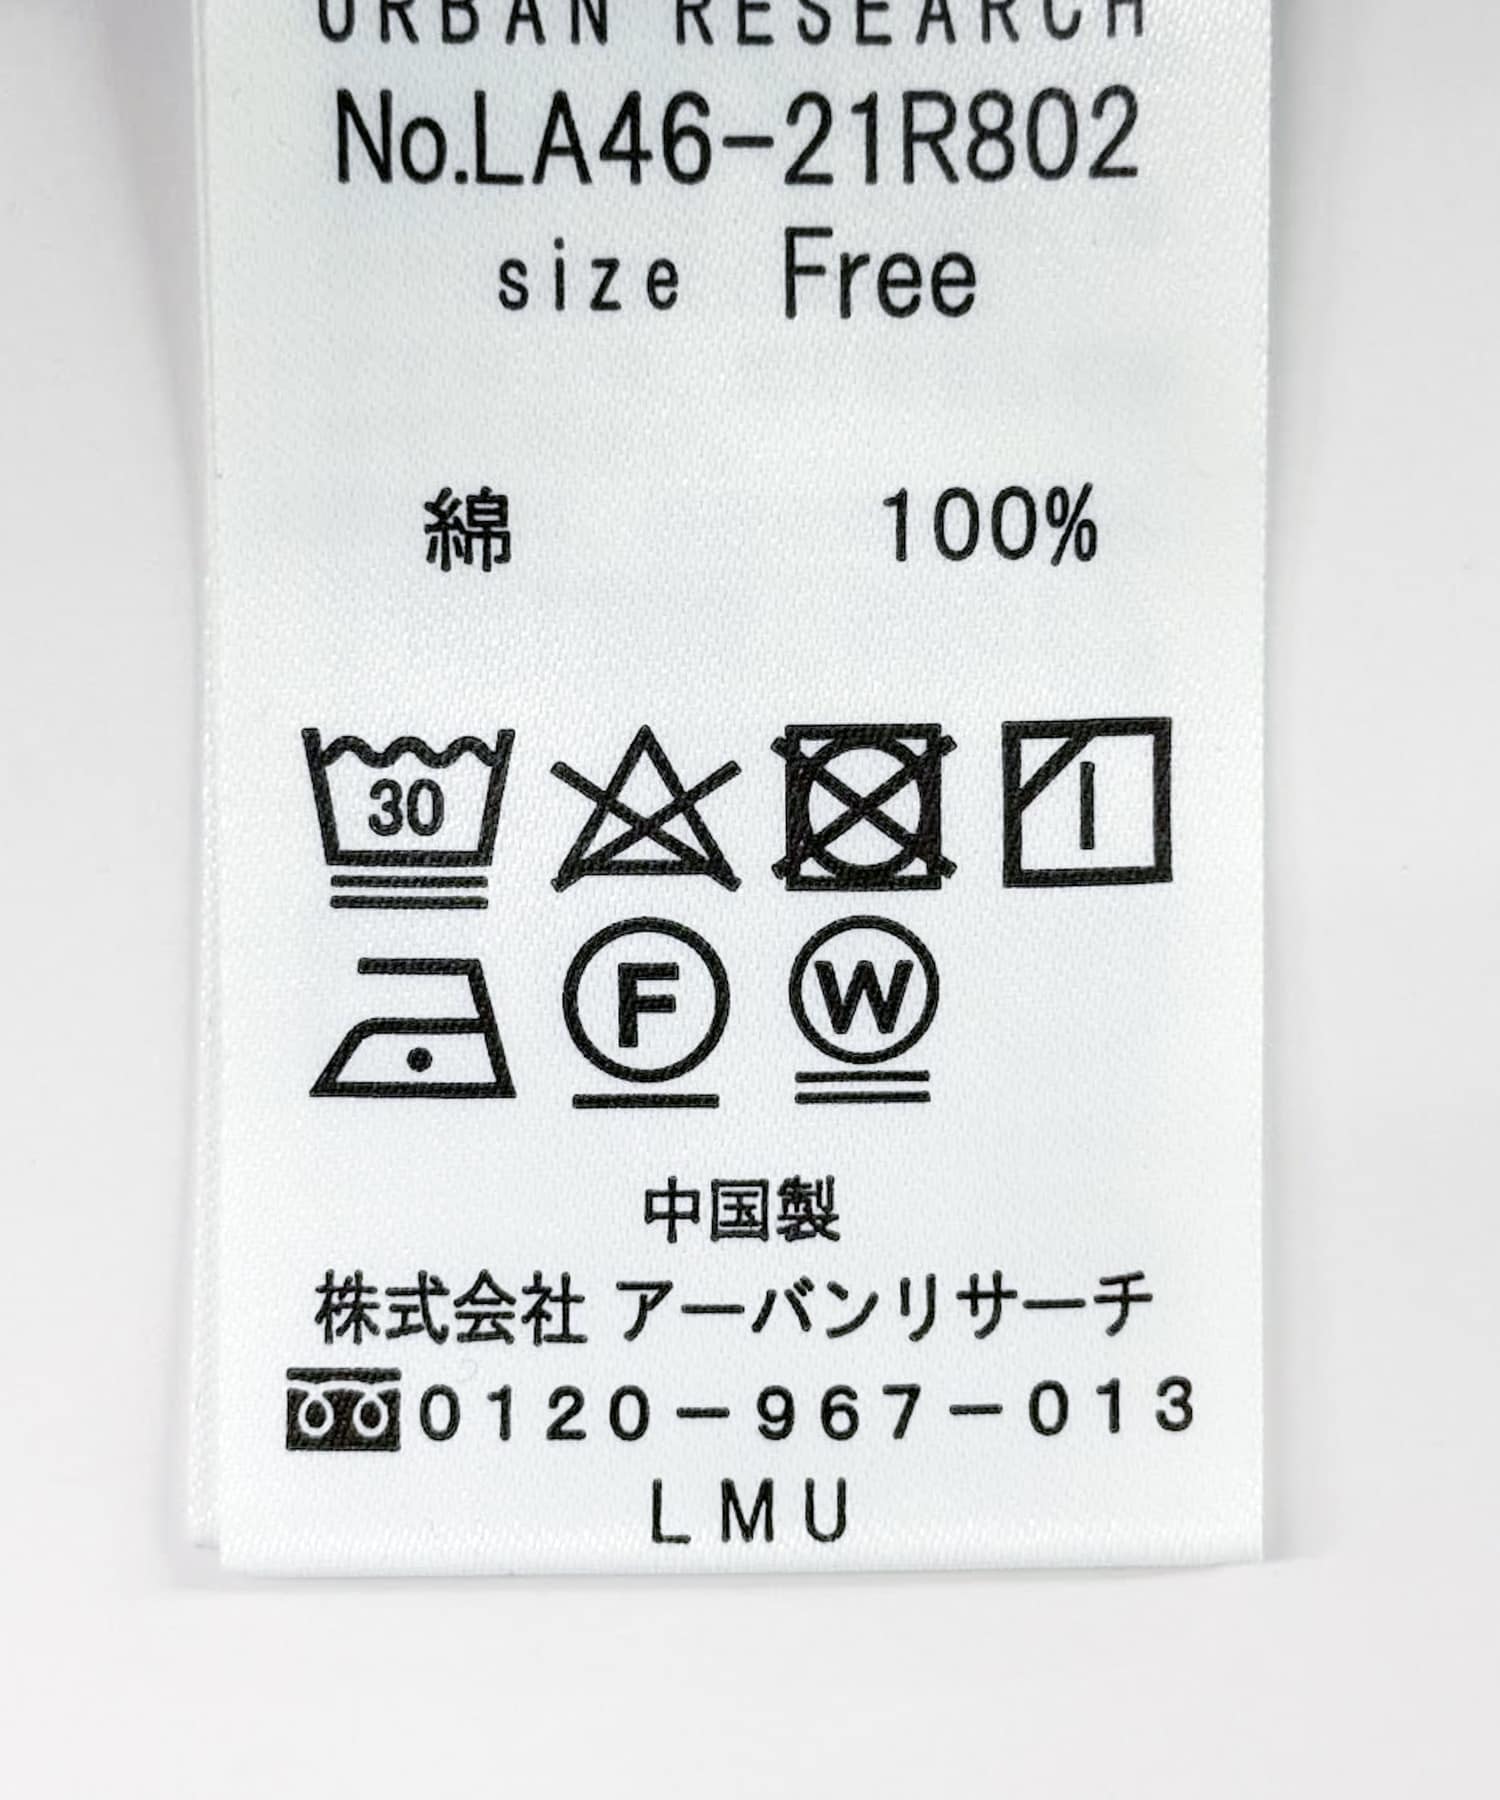 URBAN RESEARCH
No.LA46-21R802
size Free
綿 100%
30
F W
中国製
株式会社 アーバンリサーチ
0120-967-013
LMU